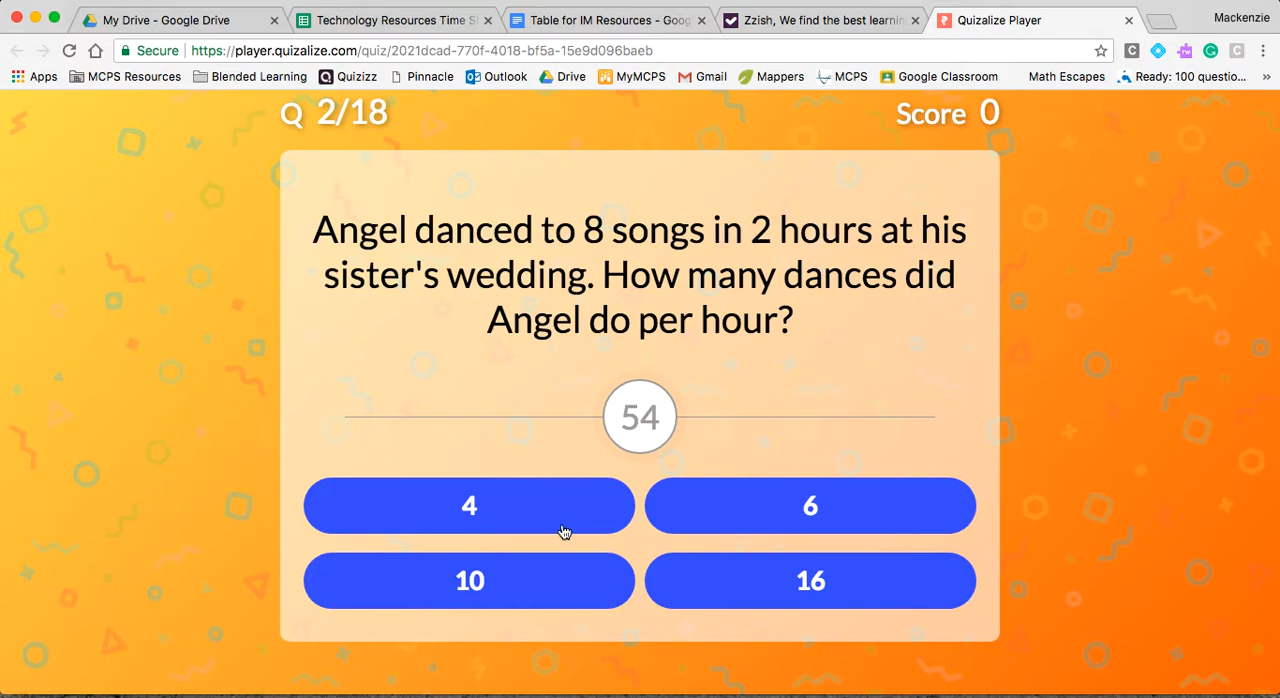 My Drive - Google Drive
Technology Resources Time S
Table for IM Resources - Goog
Zzish, We find the best learnin
Quizalize Player
Mackenzie
Secure https://player.quizalize.com/quiz/2021dcad-770f-4018-bf5a-15e9d096baeb
Apps MCPS Resources Blended Learning Quizizz Pinnacle Outlook Drive MyMCPS Gmail Mappers MCPS Google Classroom Math Escapes Ready: 100 questio... »
Q 2/18
Score 0
Angel danced to 8 songs in 2 hours at his
sister's wedding. How many dances did
Angel do per hour?
54
4
6
10
16